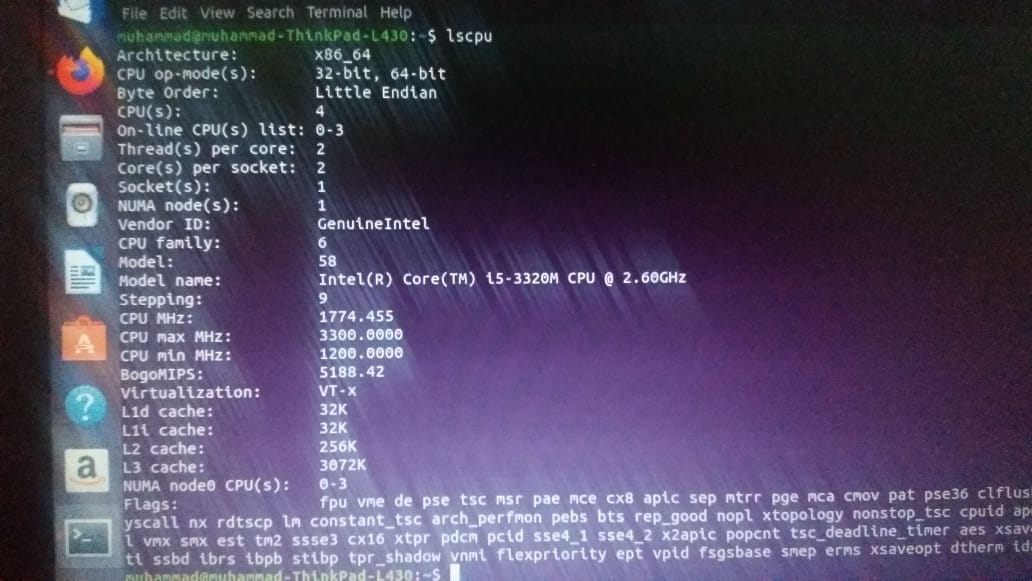 File Edit View Search Terminal Help
muhammad@muhammad-ThinkPad-L430:~$ lscpu
Architecture: x86_64
CPU op-mode(s): 32-bit, 64-bit
Byte Order: Little Endian
CPU(s): 4
On-line CPU(s) list: 0-3
Thread(s) per core: 2
Core(s) per socket: 2
Socket(s): 1
NUMA node(s): 1
Vendor ID: GenuineIntel
CPU family: 6
Model: 58
Model name: Intel(R) Core(TM) i5-3320M CPU @ 2.60GHz
Stepping: 9
CPU MHz: 1774.455
CPU max MHz: 3300.0000
CPU min MHz: 1200.0000
BogoMIPS: 5188.42
Virtualization: VT-x
L1d cache: 32K
L1i cache: 32K
L2 cache: 256K
L3 cache: 3072K
NUMA node0 CPU(s): 0-3
Flags: fpu vme de pse tsc msr pae mce cx8 apic sep mtrr pge mca cmov pat pse36 clflus
yscall nx rdtscp lm constant_tsc arch_perfmon pebs bts rep_good nopl xtopology nonstop_tsc cpuid ape
l vmx smx est tm2 ssse3 cx16 xtpr pdcm pcid sse4_1 sse4_2 x2apic popcnt tsc_deadline_timer aes xsav
ti ssbd ibrs ibpb stibp tpr_shadow vnmi flexpriority ept vpid fsgsbase smep erms xsaveopt dtherm ida
muhammad@muhammad-ThinkPad-L430:~$